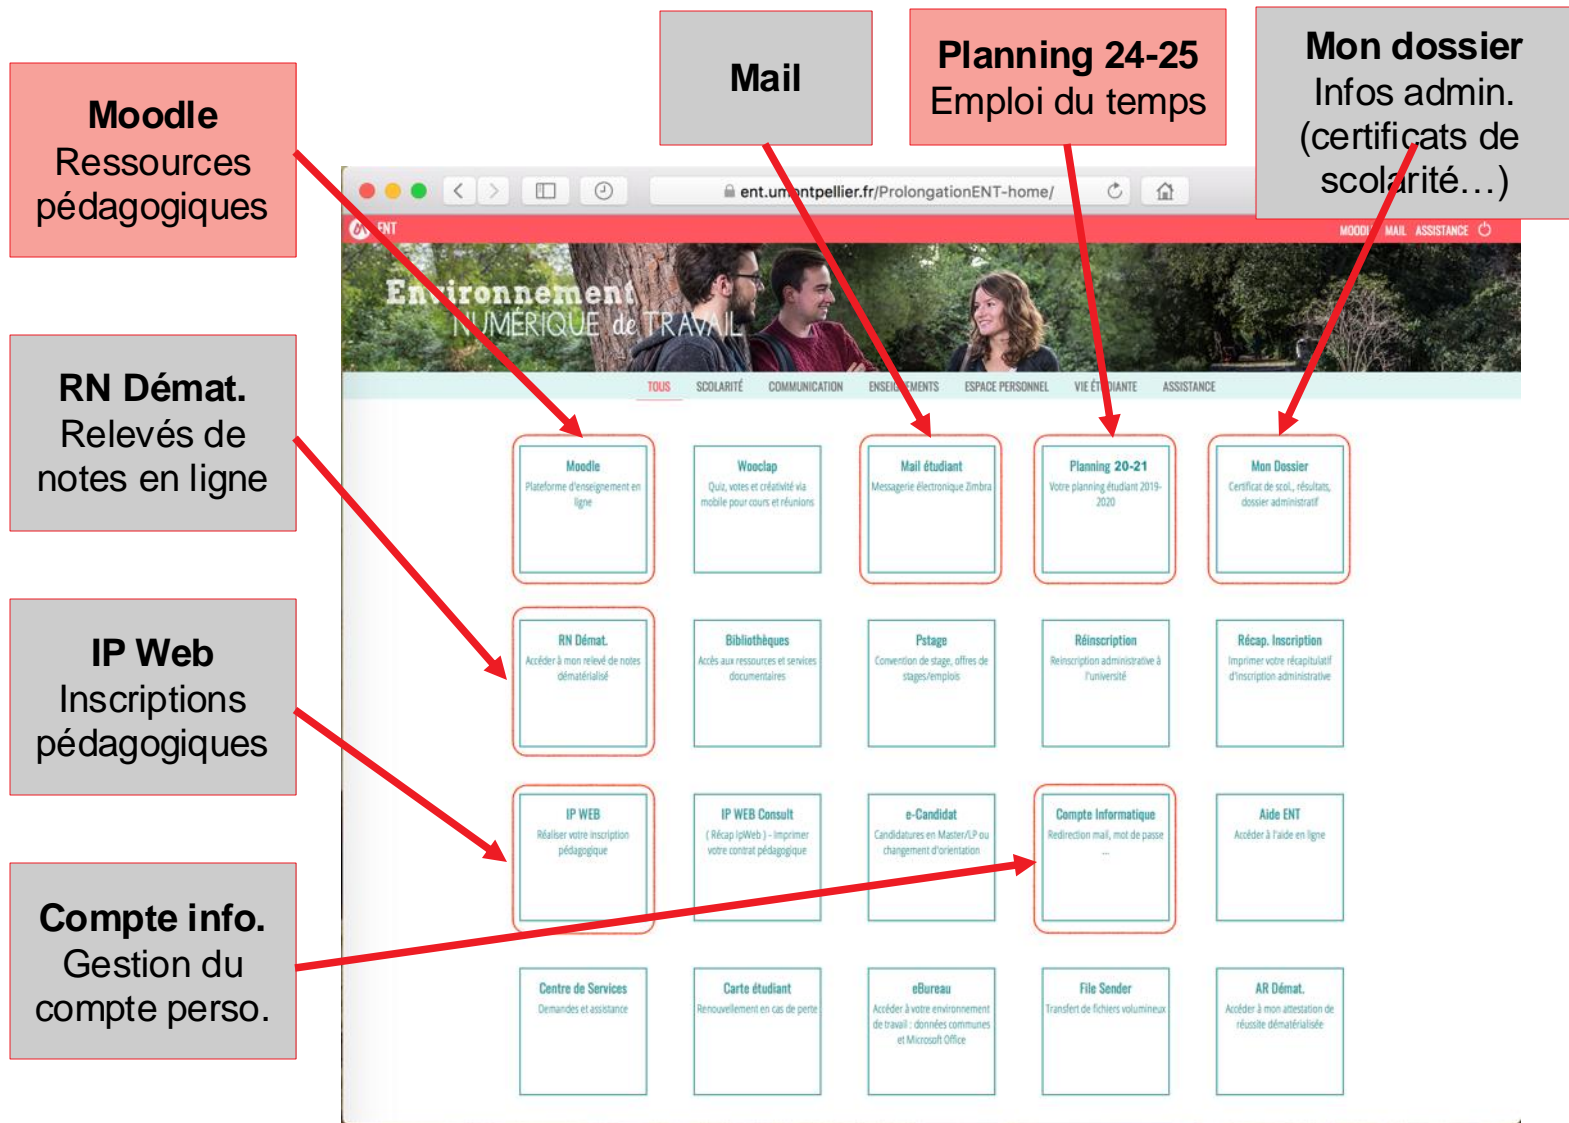 Mail
Planning 24-25
Emploi du temps
Mon dossier
Infos admin.
(certificats de
scolarité…)
Moodle
Ressources
pédagogiques
RN Démat.
Relevés de
notes en ligne
IP Web
Inscriptions
pédagogiques
Compte info.
Gestion du
compte perso.
ent.umontpellier.fr/ProlongationENT-home/
ENT
MOODLE MAIL ASSISTANCE
Environnement
NUMÉRIQUE de TRAVAIL
TOUS SCOLARITÉ COMMUNICATION ENSEIGNEMENTS ESPACE PERSONNEL VIE ÉTUDIANTE ASSISTANCE
Moodle
Plateforme d'enseignement en
ligne
Wooclap
Quiz, votes et créativité via
mobile pour cours et réunions
Mail étudiant
Messagerie électronique Zimbra
Planning 20-21
Votre planning étudiant 2019-
2020
Mon Dossier
Certificat de scol., résultats,
dossier administratif
RN Démat.
Accéder à mon relevé de notes
dématérialisé
Bibliothèques
Accès aux ressources et services
documentaires
Pstage
Convention de stage, offres de
stages/emplois
Réinscription
Reinscription administrative à
l'université
Récap. Inscription
Imprimer votre récapitulatif
d'inscription administrative
IP WEB
Réaliser votre inscription
pédagogique
IP WEB Consult
( Récap IpWeb ) - Imprimer
votre contrat pédagogique
e-Candidat
Candidatures en Master/LP ou
changement d'orientation
Compte Informatique
Redirection mail, mot de passe
...
Aide ENT
Accéder à l'aide en ligne
Centre de Services
Demandes et assistance
Carte étudiant
Renouvellement en cas de perte
eBureau
Accéder à votre environnement
de travail : données communes
et Microsoft Office
File Sender
Transfert de fichiers volumineux
AR Démat.
Accéder à mon attestation de
réussite dématérialisée